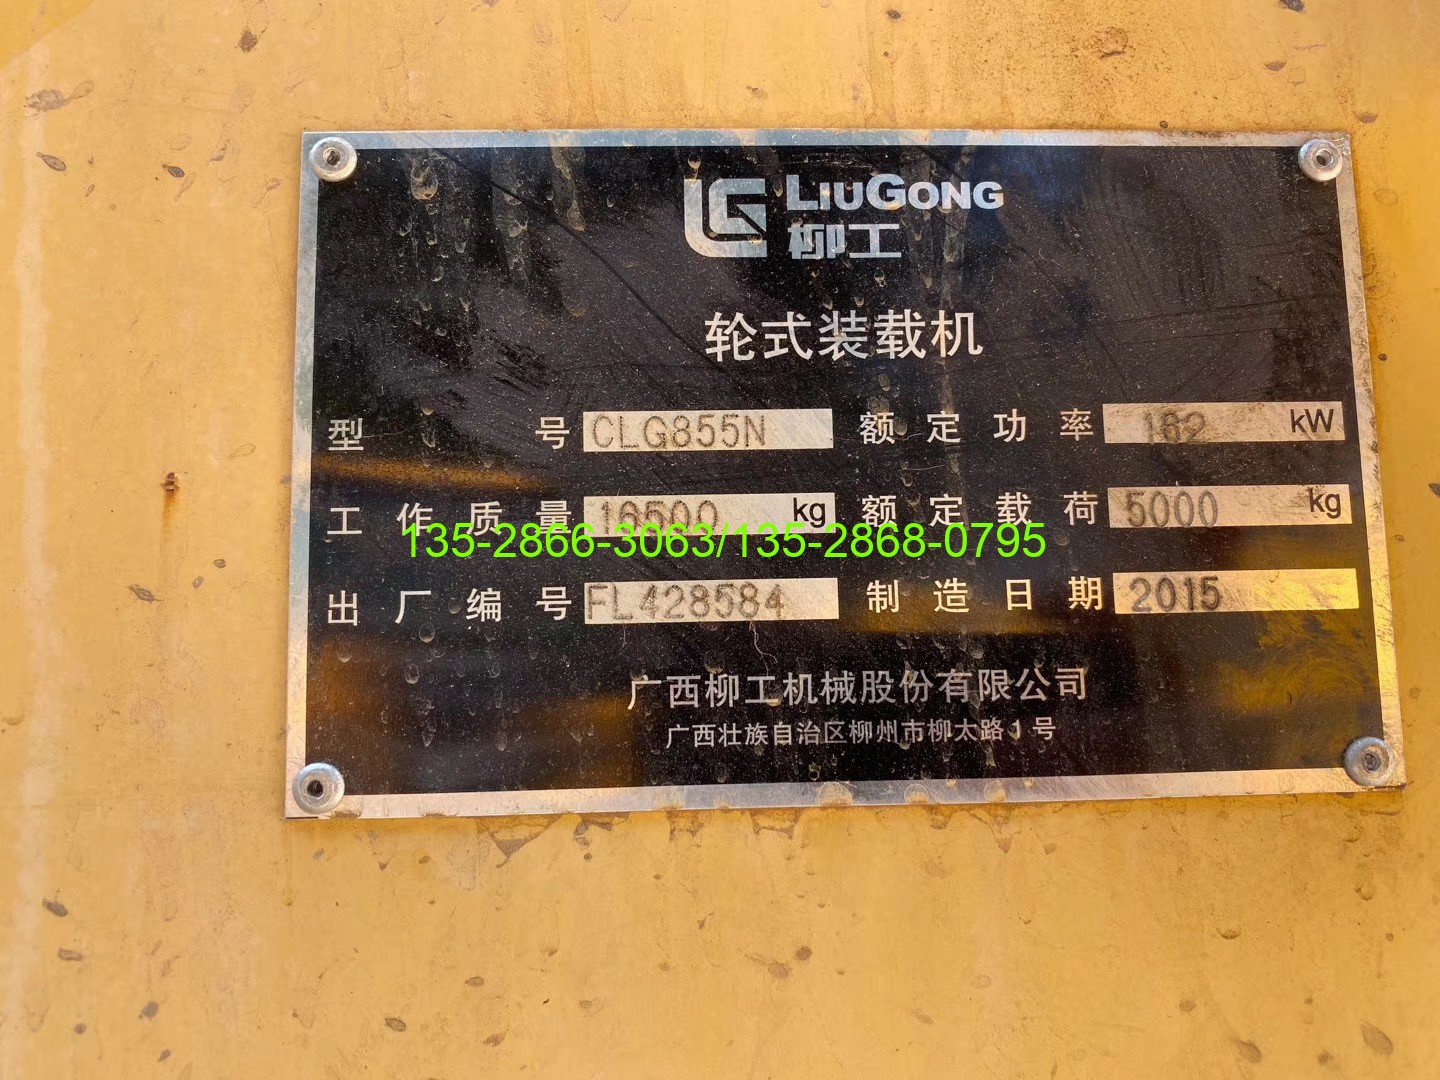 LIUGONG
柳工
轮式装载机
型号 CLG855N 额定功率 162 kW
工作质量 16500 kg 额定载荷 5000 kg
135-2866-3063/135-2868-0795
出厂编号 FL428584 制造日期 2015
广西柳工机械股份有限公司
广西壮族自治区柳州市柳太路1号